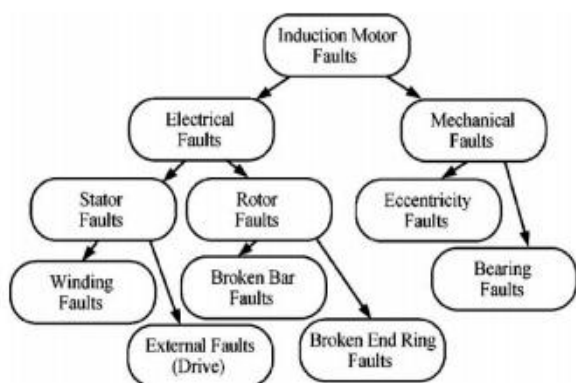 Induction Motor
Faults
Electrical
Faults
Mechanical
Faults
Stator
Faults
Rotor
Faults
Eccentricity
Faults
Winding
Faults
Broken Bar
Faults
Bearing
Faults
External Faults
(Drive)
Broken End Ring
Faults